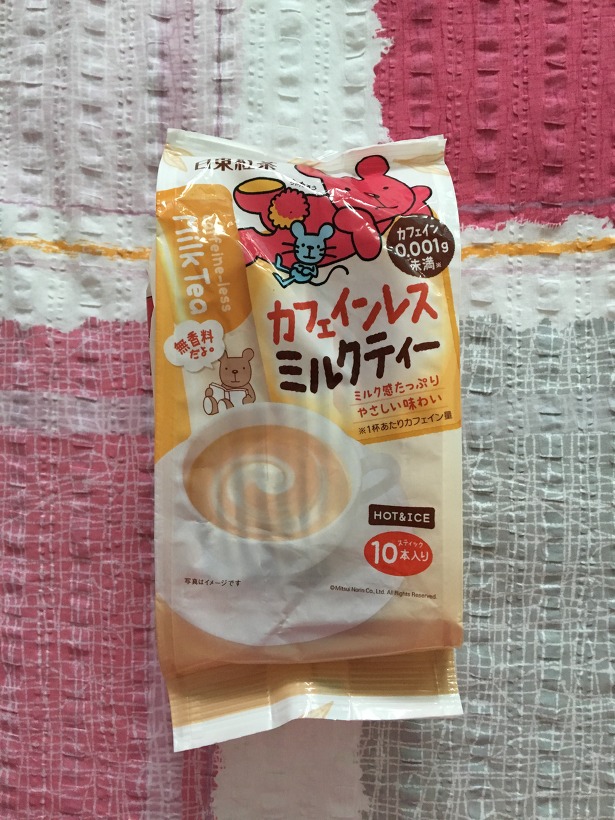 日東紅茶
カフェイン
0.001g
未満※
Caffeine-less
Milk Tea
無香料
だよ。
カフェインレス
ミルクティー
ミルク感たっぷり
やさしい味わい
※1杯あたりカフェイン量
HOT&ICE
スティック
10本入り
写真はイメージです
©Mitsui Norin Co., Ltd. All Rights Reserved.